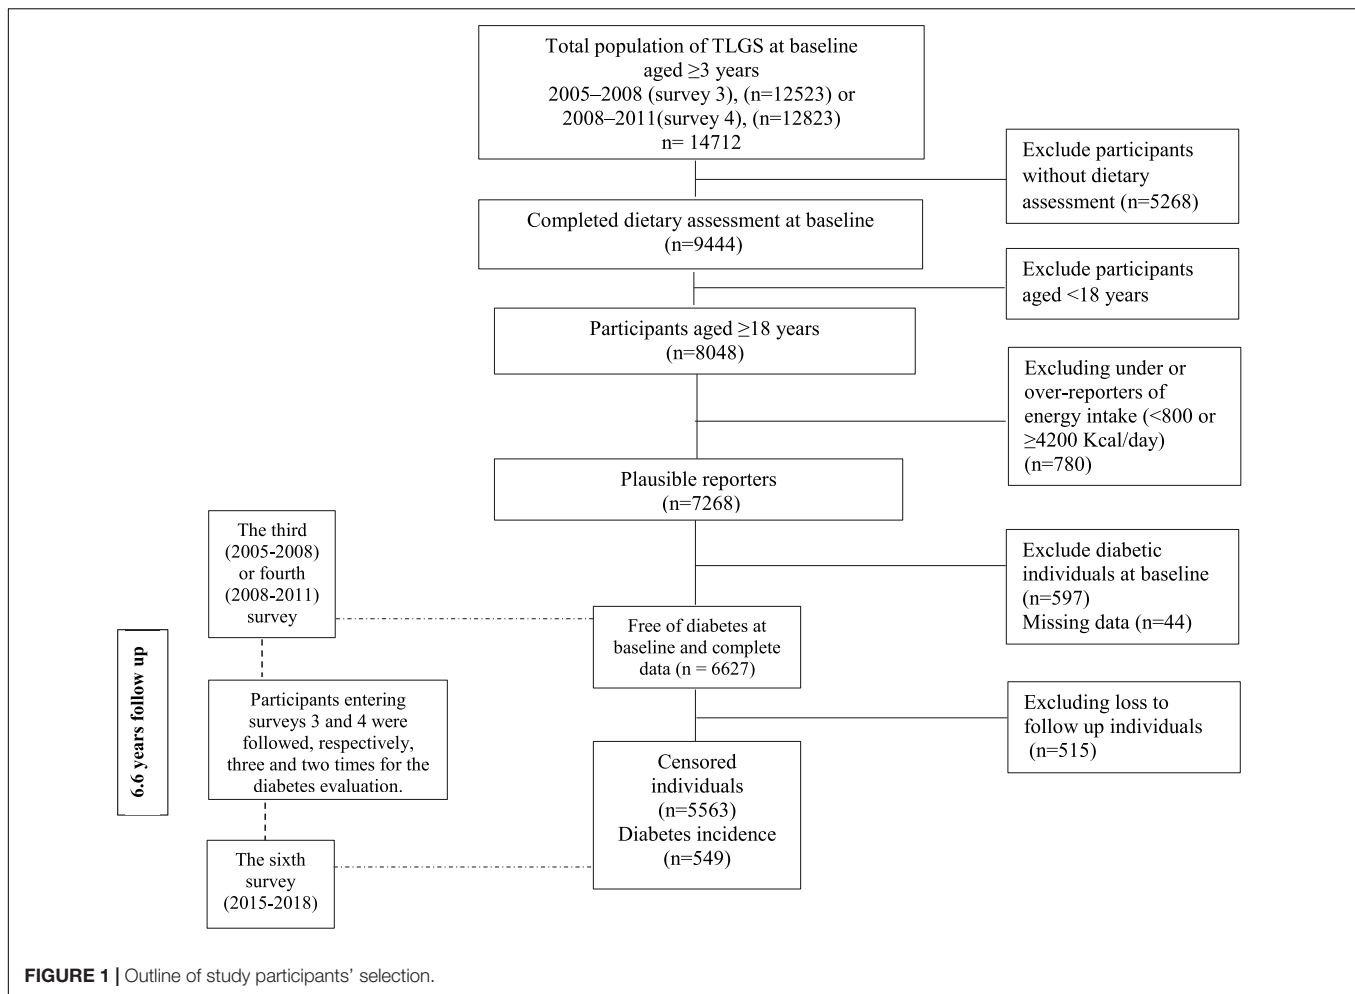 Total population of TLGS at baseline
aged ≥3 years
2005–2008 (survey 3), (n=12523) or
2008–2011(survey 4), (n=12823)
n= 14712
Exclude participants
without dietary
assessment (n=5268)
Completed dietary assessment at baseline
(n=9444)
Exclude participants
aged <18 years
Participants aged ≥18 years
(n=8048)
Excluding under or
over-reporters of
energy intake (<800 or
≥4200 Kcal/day)
(n=780)
Plausible reporters
(n=7268)
The third
(2005-2008)
or fourth
(2008-2011)
survey
Exclude diabetic
individuals at baseline
(n=597)
Missing data (n=44)
Free of diabetes at
baseline and complete
data (n = 6627)
6.6 years follow up
Participants entering
surveys 3 and 4 were
followed, respectively,
three and two times for the
diabetes evaluation.
Excluding loss to
follow up individuals
(n=515)
Censored
individuals
(n=5563)
Diabetes incidence
(n=549)
The sixth
survey
(2015-2018)
FIGURE 1 | Outline of study participants’ selection.